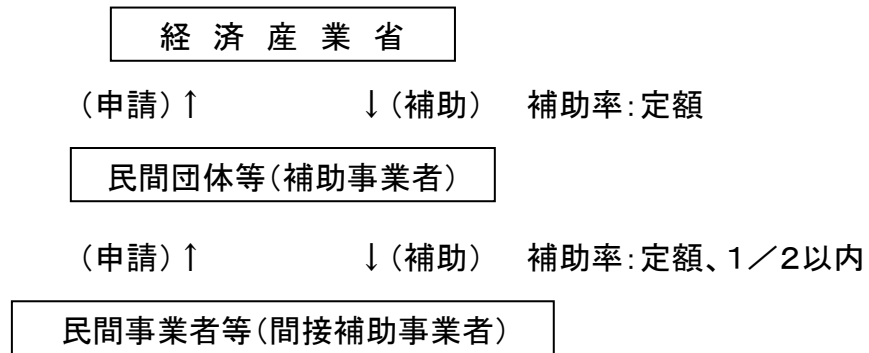 経 済 産 業 省
（申請）↑ ↓（補助） 補助率：定額
民間団体等（補助事業者）
（申請）↑ ↓（補助） 補助率：定額、１／２以内
民間事業者等（間接補助事業者）